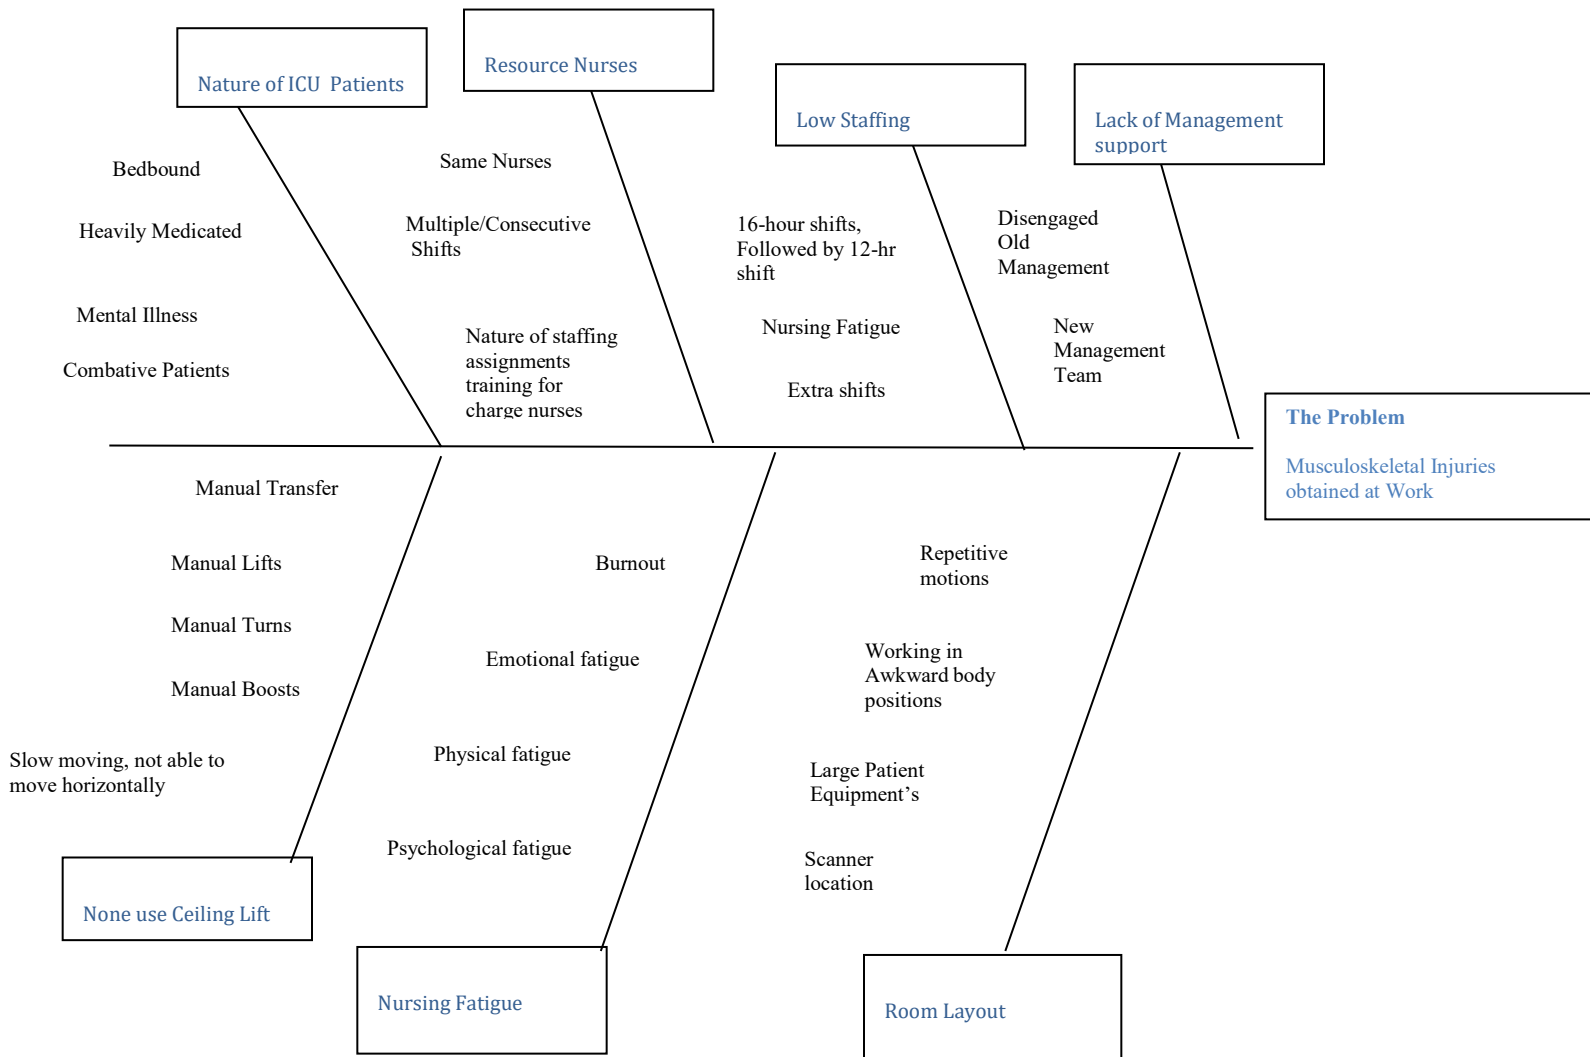 Nature of ICU  Patients
Resource Nurses
Low Staffing
Lack of Management
support
Bedbound
Heavily Medicated
Mental Illness
Combative Patients
Same Nurses
Multiple/Consecutive
Shifts
Nature of staffing
assignments
training for
charge nurses
16-hour shifts,
Followed by 12-hr
shift
Nursing Fatigue
Extra shifts
Disengaged
Old
Management
New
Management
Team
The Problem
Musculoskeletal Injuries
obtained at Work
Manual Transfer
Manual Lifts
Manual Turns
Manual Boosts
Slow moving, not able to
move horizontally
Burnout
Emotional fatigue
Physical fatigue
Psychological fatigue
Repetitive
motions
Working in
Awkward body
positions
Large Patient
Equipment’s
Scanner
location
None use Ceiling Lift
Nursing Fatigue
Room Layout